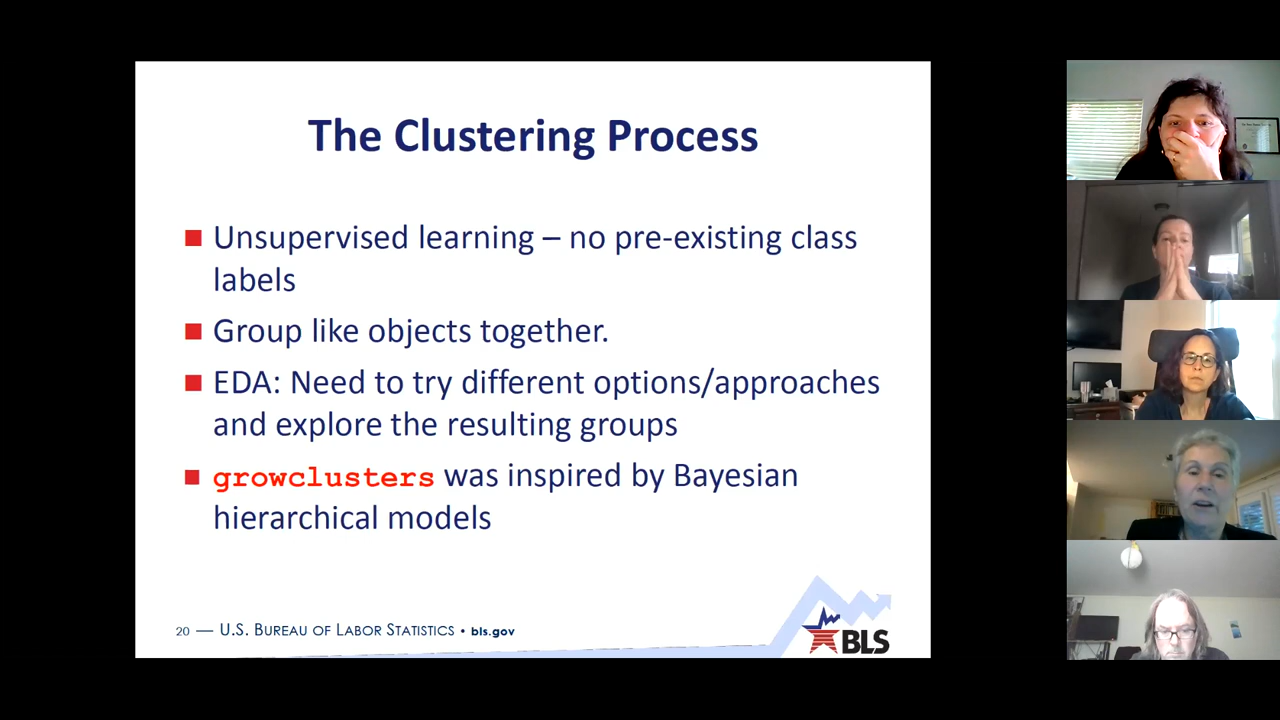 The Clustering Process
■ Unsupervised learning – no pre-existing class
labels
■ Group like objects together.
■ EDA: Need to try different options/approaches
and explore the resulting groups
■ growclusters was inspired by Bayesian
hierarchical models
20 — U.S. BUREAU OF LABOR STATISTICS • bls.gov
BLS